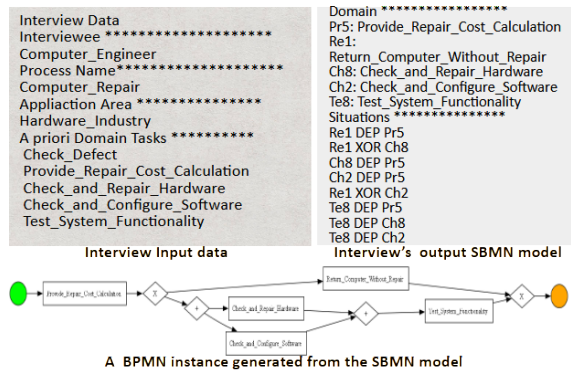 Interview Data
Interviewee *********************
Computer_Engineer
Process Name*********************
Computer_Repair
Appliaction Area ***************
Hardware_Industry
A priori Domain Tasks **********
Check_Defect
Provide_Repair_Cost_Calculation
Check_and_Repair_Hardware
Check_and_Configure_Software
Test_System_Functionality
Interview Input data
Domain *****************
Pr5: Provide_Repair_Cost_Calculation
Re1:
Return_Computer_Without_Repair
Ch8: Check_and_Repair_Hardware
Ch2: Check_and_Configure_Software
Te8: Test_System_Functionality
Situations ***************
Re1 DEP Pr5
Re1 XOR Ch8
Ch8 DEP Pr5
Ch2 DEP Pr5
Re1 XOR Ch2
Te8 DEP Pr5
Te8 DEP Ch8
Te8 DEP Ch2
Interview's output SBMN model
Return_Computer_Without_Repair
Provide_Repair_Cost_Calculation
X
+
Check_and_Repair_Hardware
Check_and_Configure_Software
+
Test_System_Functionality
X
A BPMN instance generated from the SBMN model